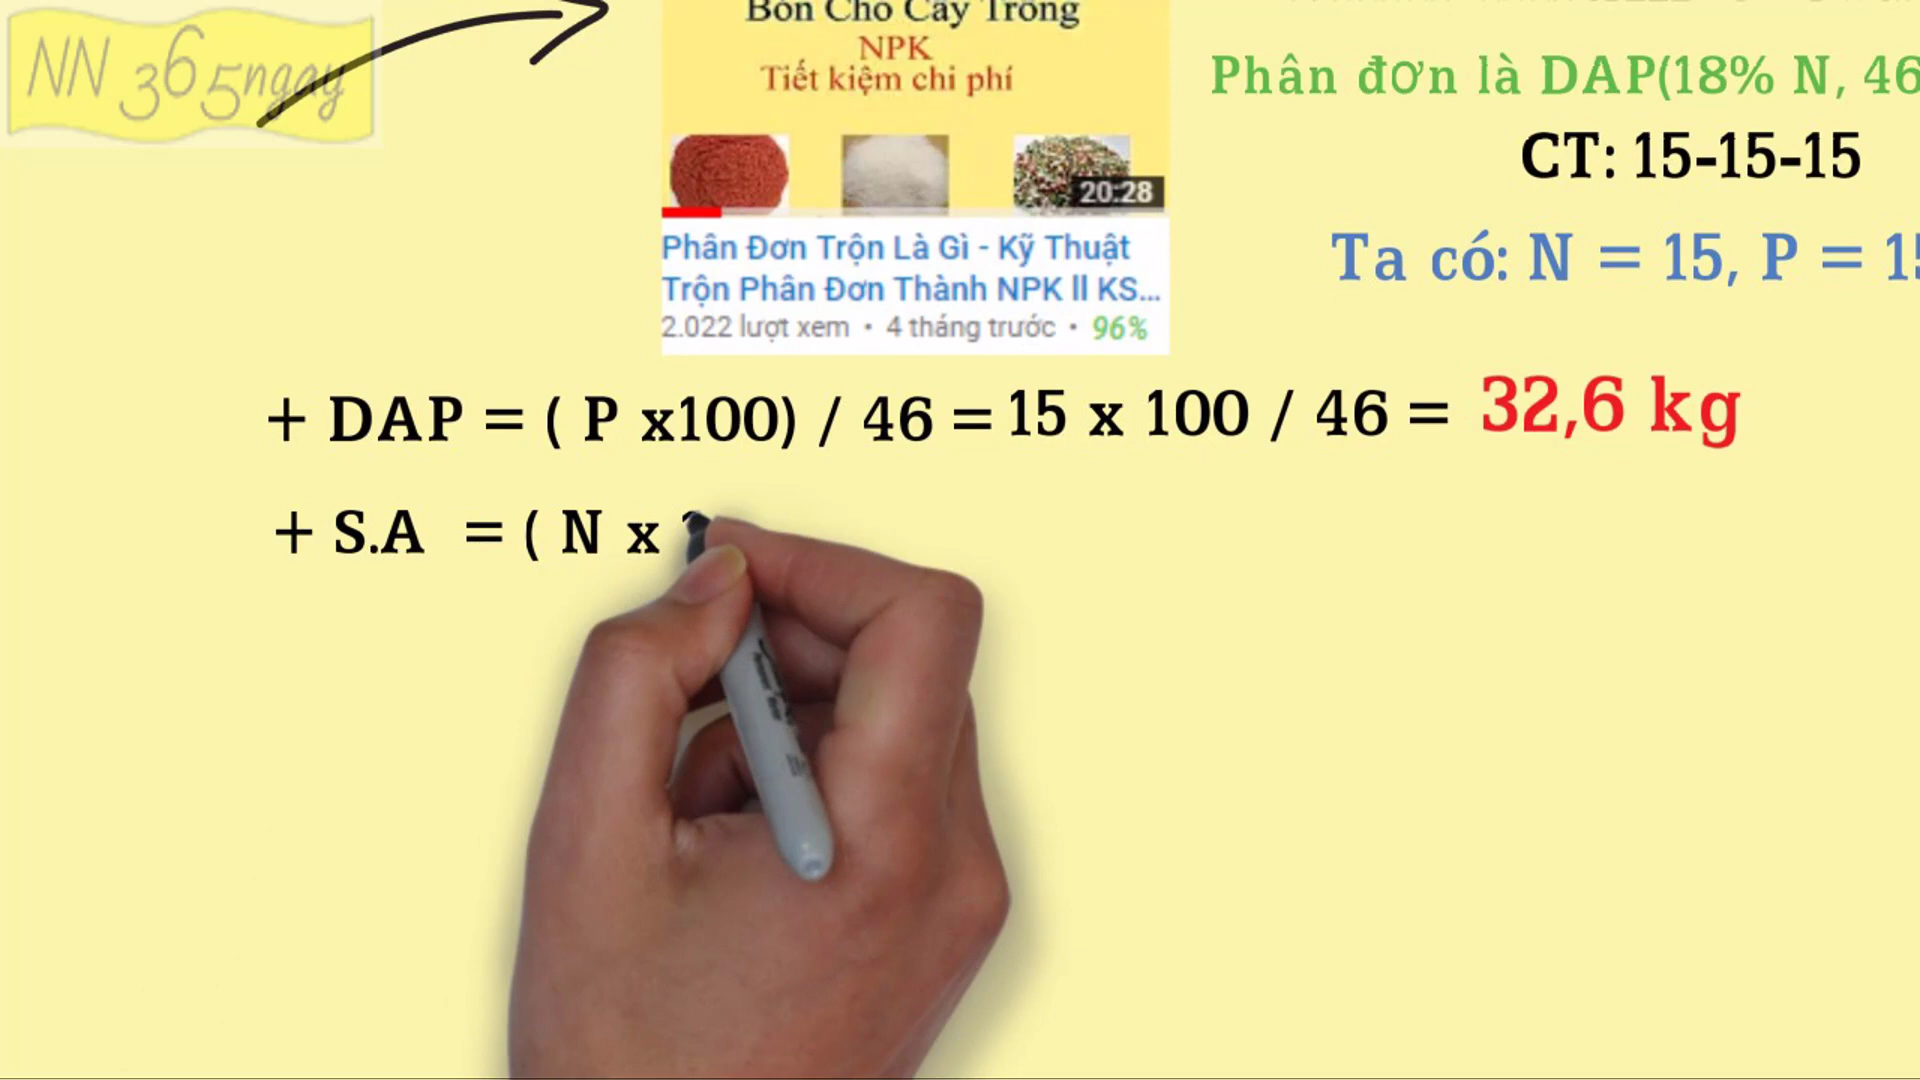 NN 365ngay
Bón Cho Cây Trồng
NPK
Tiết kiệm chi phí
20:28
Phân Đơn Trộn Là Gì - Kỹ Thuật
Trộn Phân Đơn Thành NPK ll KS...
2.022 lượt xem • 4 tháng trước • 96%
Phân đơn là DAP(18% N, 46
CT: 15-15-15
Ta có: N = 15, P = 15
+ DAP = ( P x100) / 46 = 15 x 100 / 46 = 32,6 kg
+ S.A = ( N x